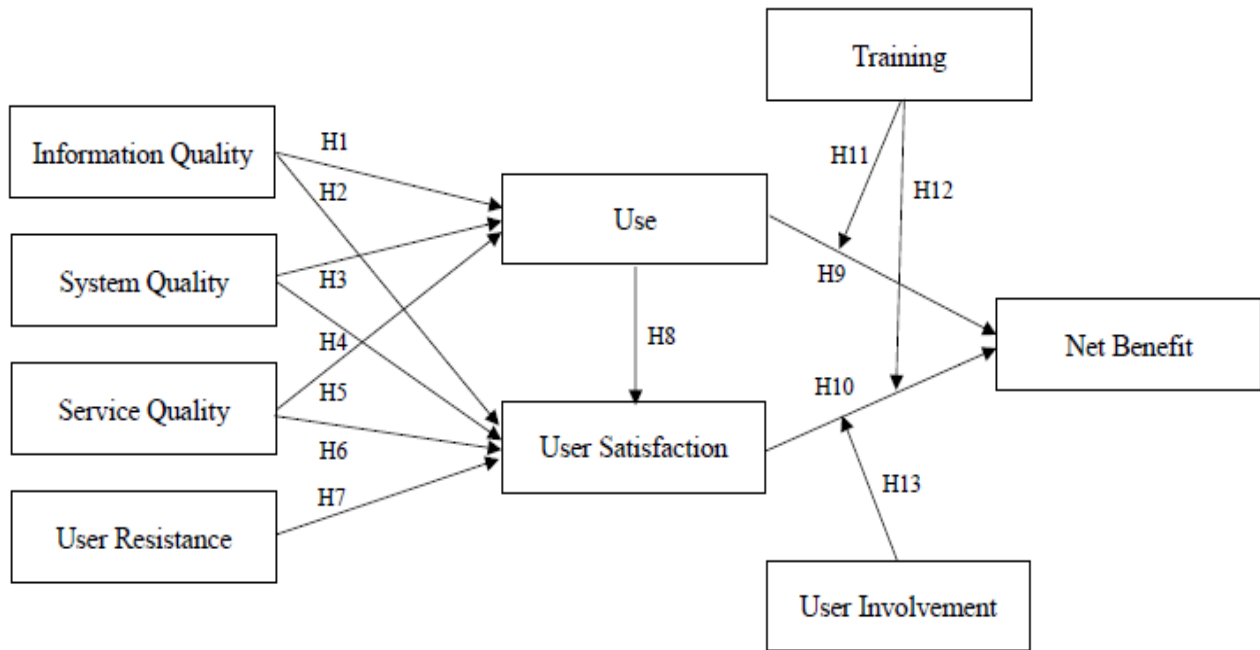 Training
Information Quality
H1
H11
H2
H12
Use
System Quality
H3
H9
H4
H8
Net Benefit
Service Quality
H5
H10
User Satisfaction
H6
H13
H7
User Resistance
User Involvement